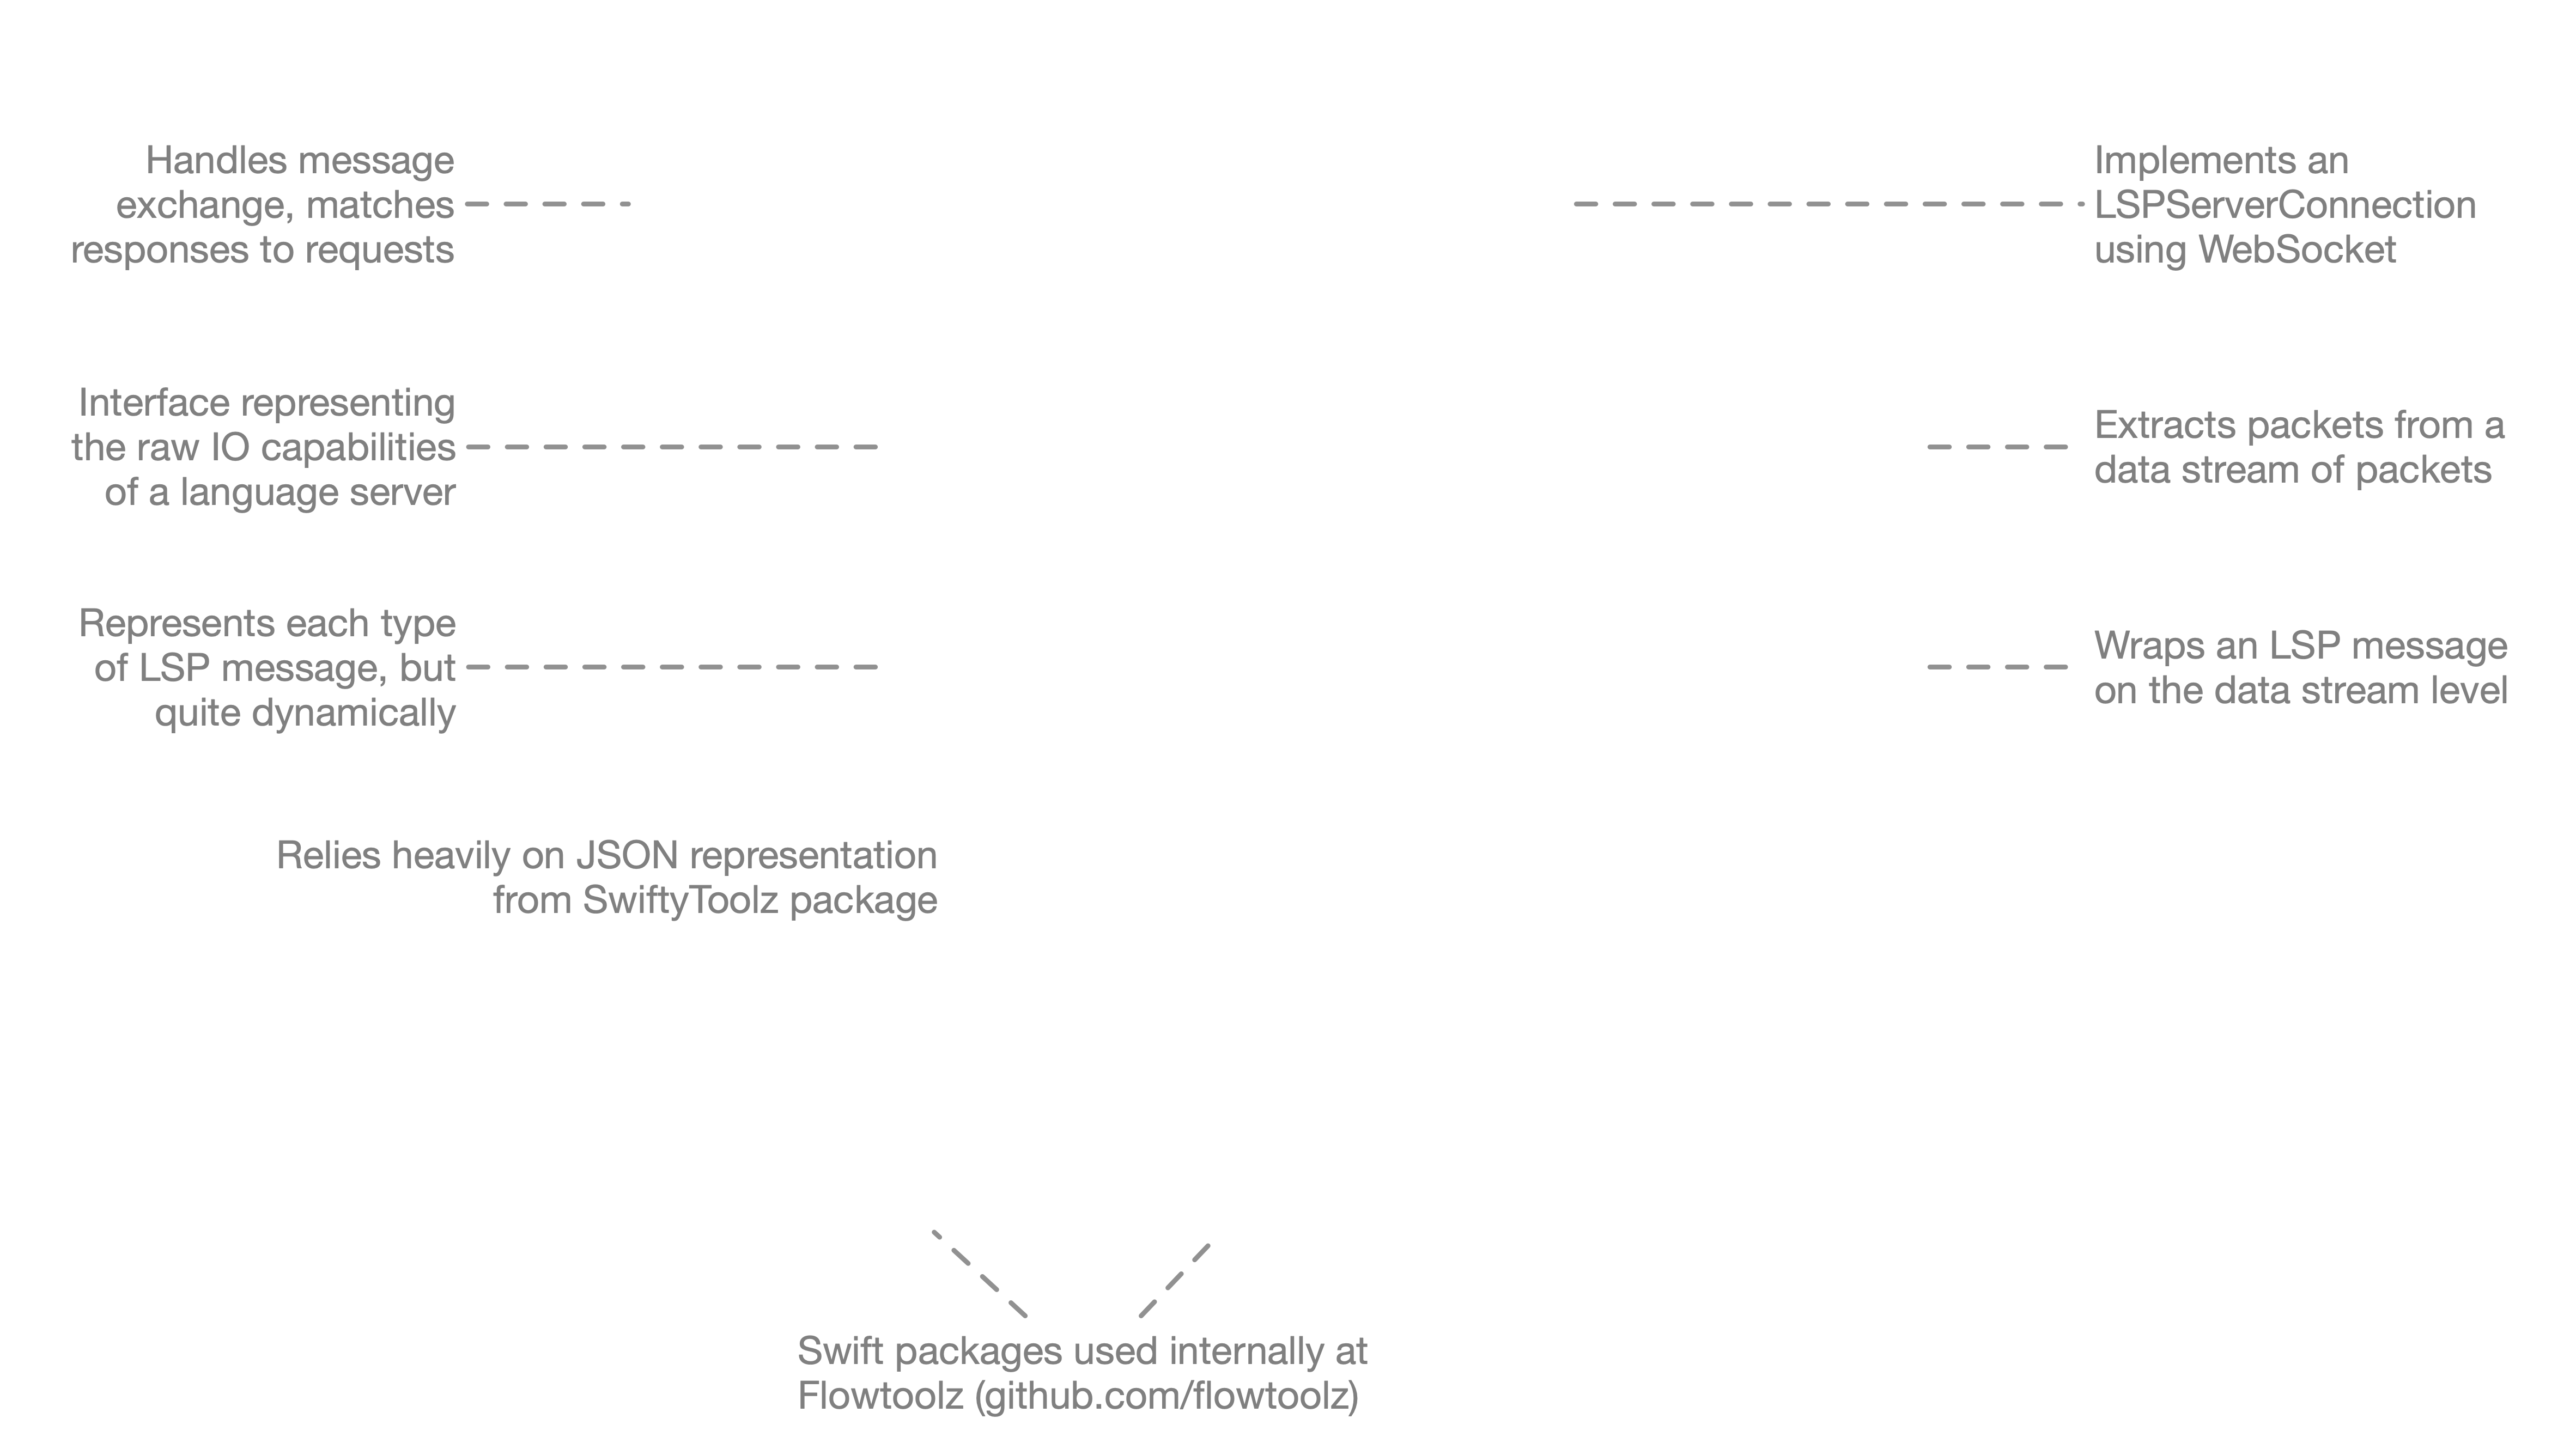 Handles message
exchange, matches
responses to requests
Implements an
LSPServerConnection
using WebSocket
Interface representing
the raw IO capabilities
of a language server
Extracts packets from a
data stream of packets
Represents each type
of LSP message, but
quite dynamically
Wraps an LSP message
on the data stream level
Relies heavily on JSON representation
from SwiftyToolz package
Swift packages used internally at
Flowtoolz (github.com/flowtoolz)